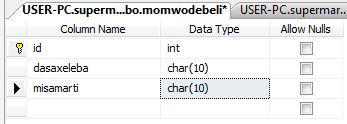 USER-PC.superm...bo.momwodebeli* USER-PC.supermar...
Column Name Data Type Allow Nulls
id int
dasaxeleba char(10)
misamarti char(10)